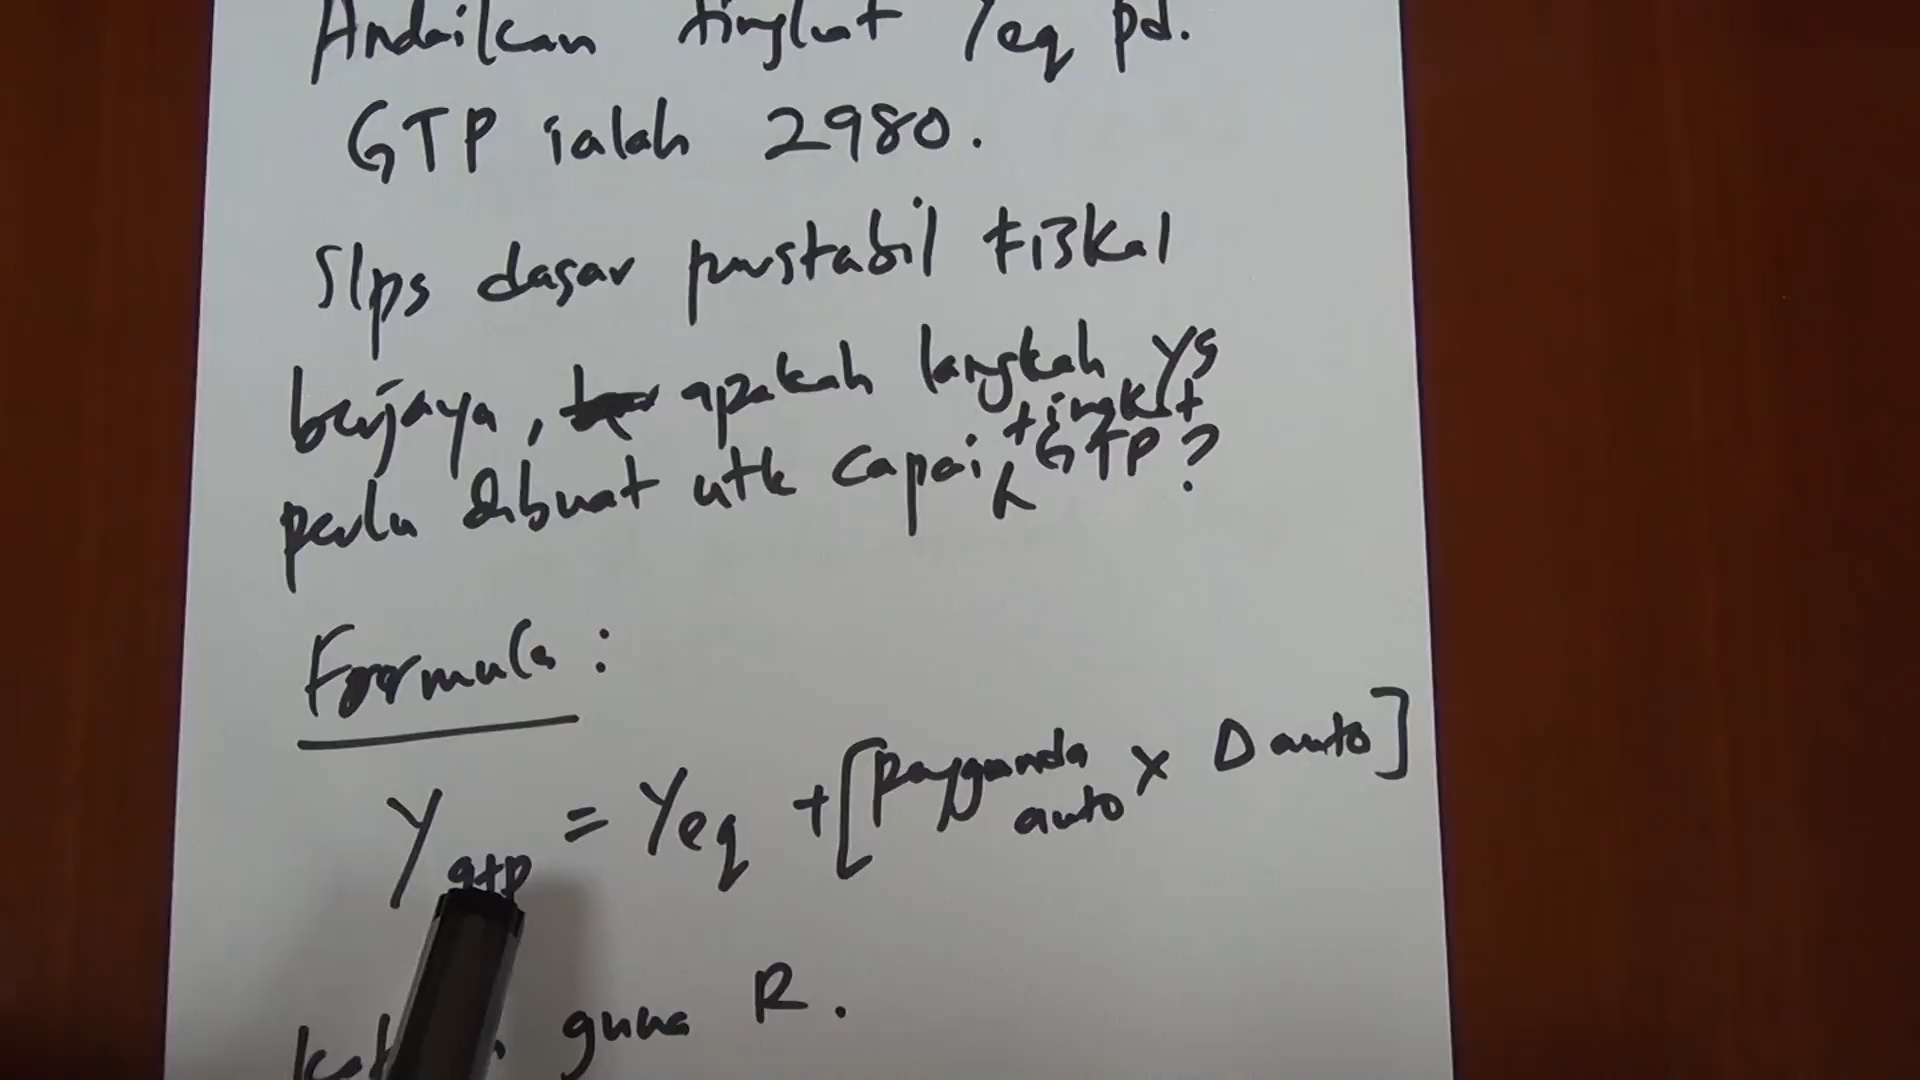 Andaikan tingkat Yeq pd.
GTP ialah 2980.
Slps dasar penstabil Fiskal
berjaya, apakah langkah yg
perlu dibuat utk capai tingkat GTP?
Formula:
Y gtp = Yeq + [Pengganda auto x Δ auto]
guna R.